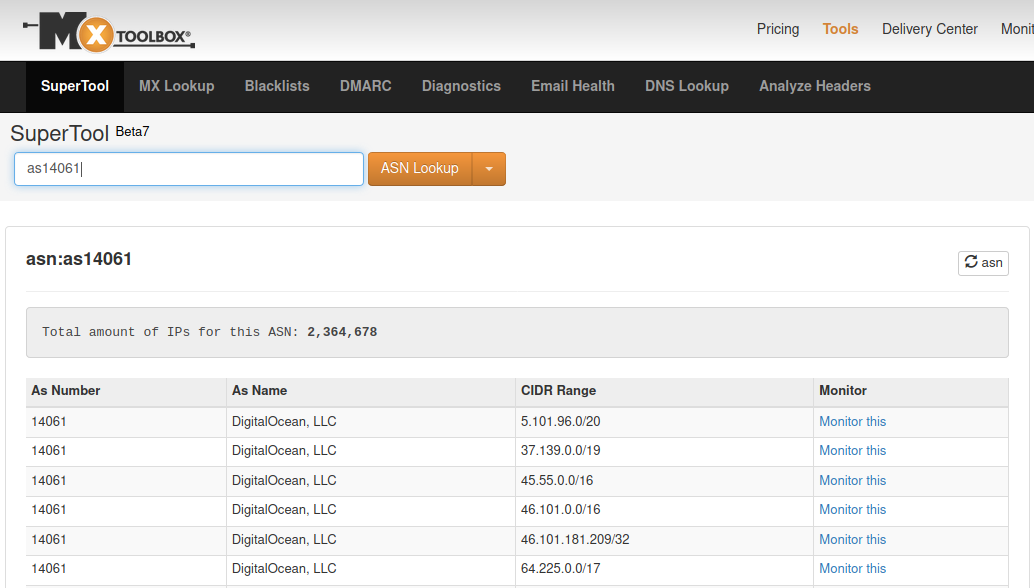 MX TOOLBOX®
Pricing Tools Delivery Center Monit
SuperTool MX Lookup Blacklists DMARC Diagnostics Email Health DNS Lookup Analyze Headers
SuperTool Beta7
as14061 ASN Lookup
asn:as14061
asn
Total amount of IPs for this ASN: 2,364,678
As Number As Name CIDR Range Monitor
14061 DigitalOcean, LLC 5.101.96.0/20 Monitor this
14061 DigitalOcean, LLC 37.139.0.0/19 Monitor this
14061 DigitalOcean, LLC 45.55.0.0/16 Monitor this
14061 DigitalOcean, LLC 46.101.0.0/16 Monitor this
14061 DigitalOcean, LLC 46.101.181.209/32 Monitor this
14061 DigitalOcean, LLC 64.225.0.0/17 Monitor this